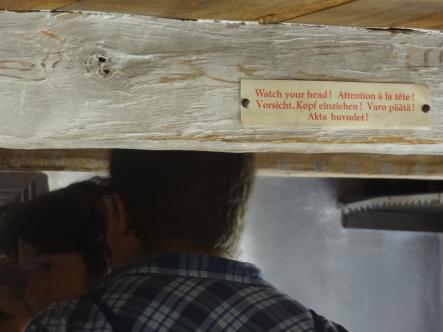 Watch your head! Attention à la tête!
Vorsicht, Kopf einziehen! Varo päätä!
Akta huvudet!